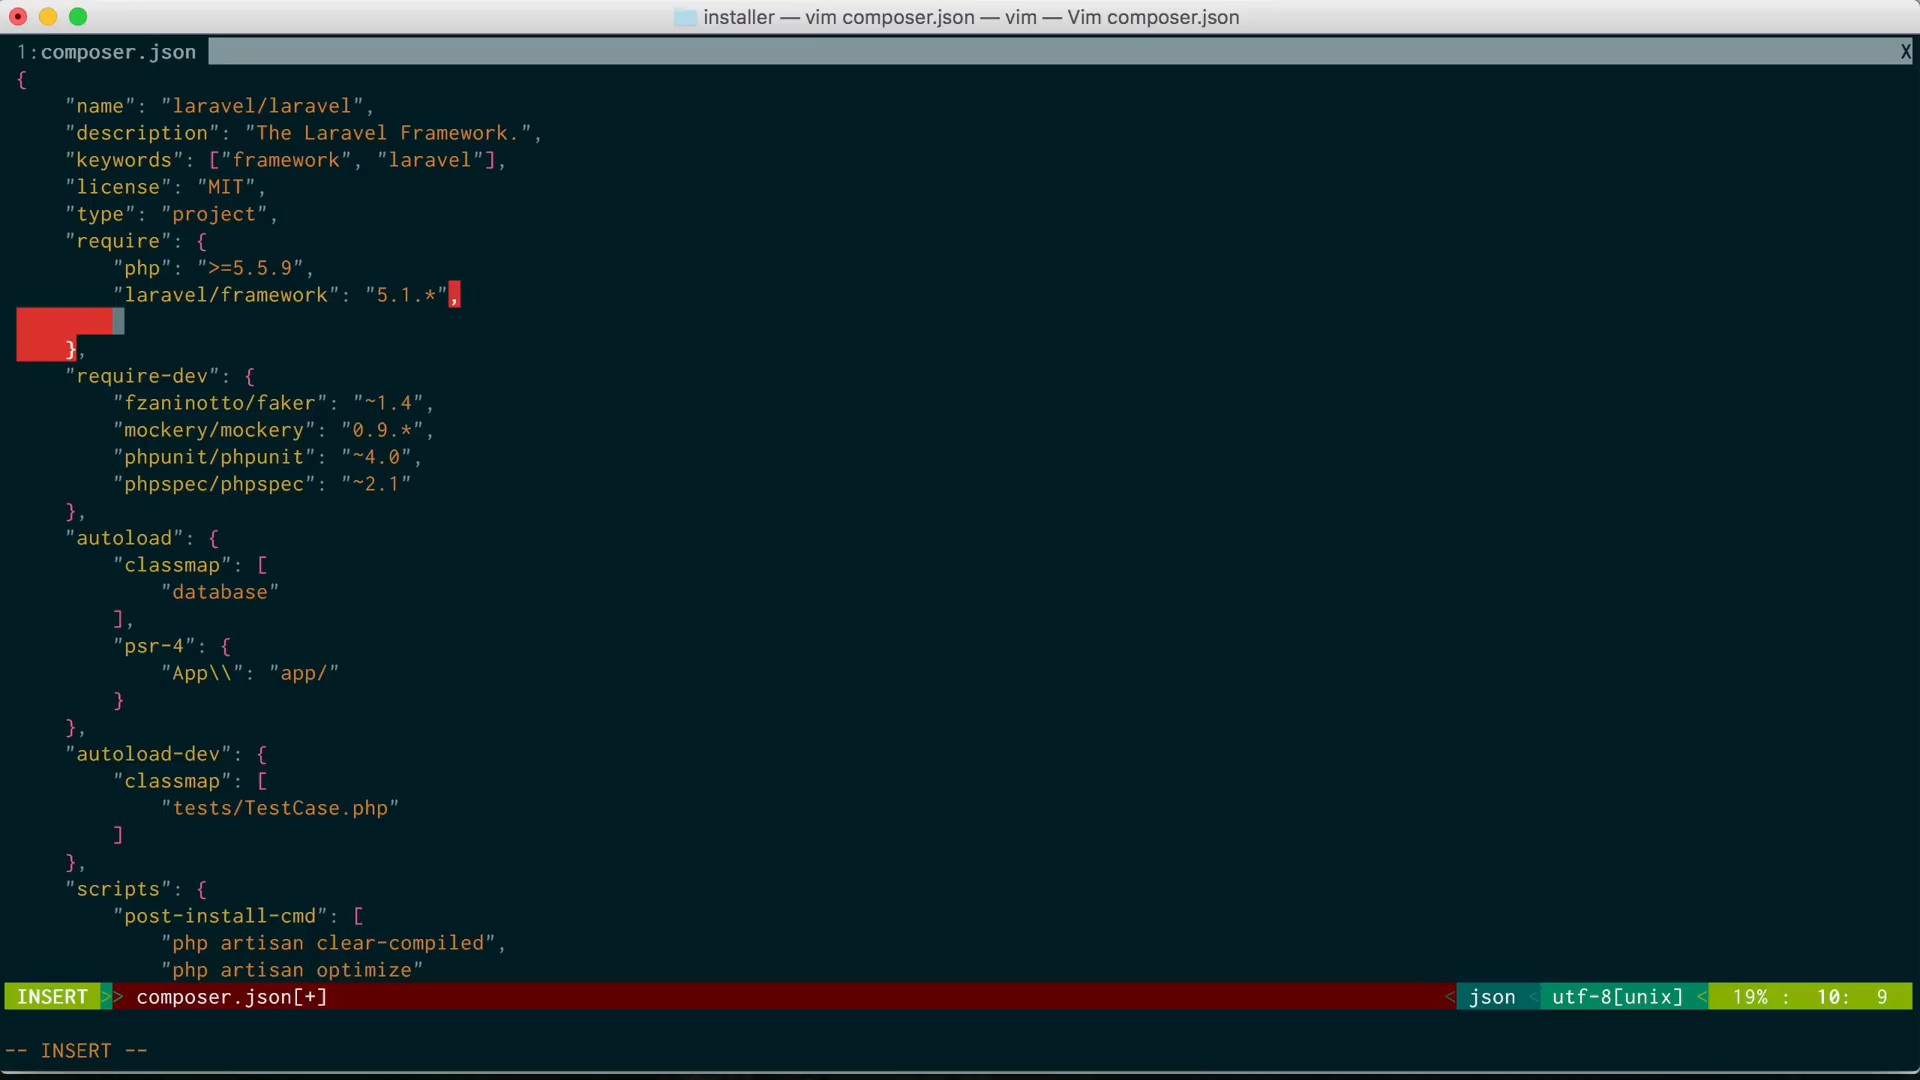 installer — vim composer.json — vim — Vim composer.json
1:composer.json X
{
"name": "laravel/laravel",
"description": "The Laravel Framework.",
"keywords": ["framework", "laravel"],
"license": "MIT",
"type": "project",
"require": {
"php": ">=5.5.9",
"laravel/framework": "5.1.*",
},
"require-dev": {
"fzaninotto/faker": "~1.4",
"mockery/mockery": "0.9.*",
"phpunit/phpunit": "~4.0",
"phpspec/phpspec": "~2.1"
},
"autoload": {
"classmap": [
"database"
],
"psr-4": {
"App\\": "app/"
}
},
"autoload-dev": {
"classmap": [
"tests/TestCase.php"
]
},
"scripts": {
"post-install-cmd": [
"php artisan clear-compiled",
"php artisan optimize"
INSERT >> composer.json[+] < json < utf-8[unix] < 19% : 10: 9
-- INSERT --